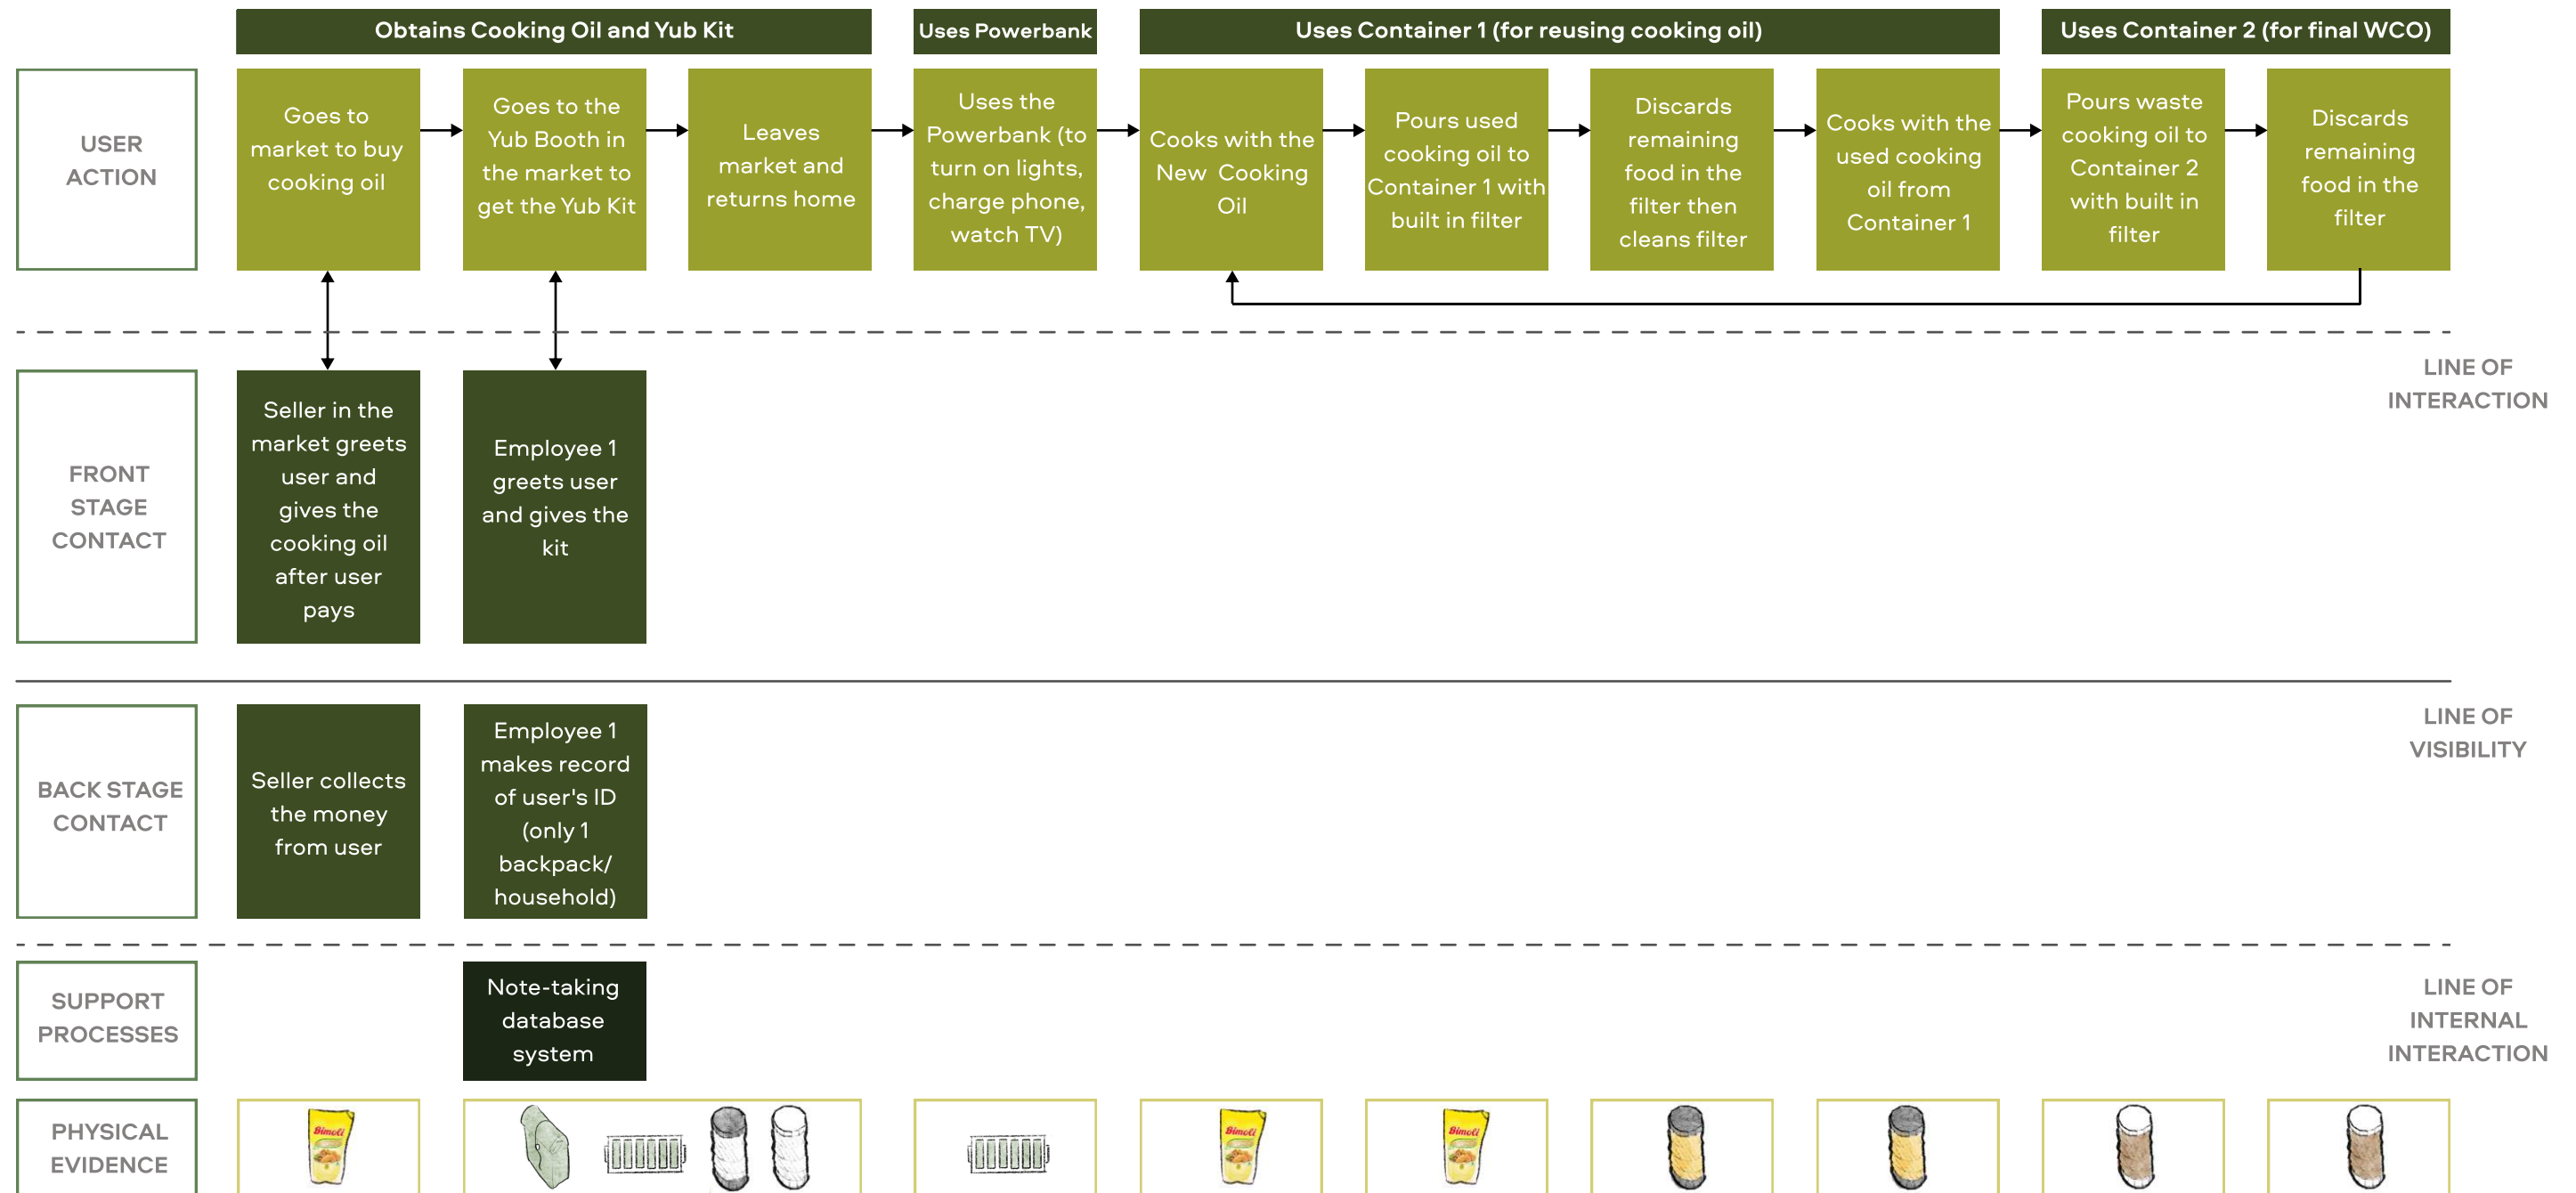 Obtains Cooking Oil and Yub Kit
Uses Powerbank
Uses Container 1 (for reusing cooking oil)
Uses Container 2 (for final WCO)
USER
ACTION
Goes to
market to buy
cooking oil
Goes to the
Yub Booth in
the market to
get the Yub Kit
Leaves
market and
returns home
Uses the
Powerbank (to
turn on lights,
charge phone,
watch TV)
Cooks with the
New Cooking
Oil
Pours used
cooking oil to
Container 1 with
built in filter
Discards
remaining
food in the
filter then
cleans filter
Cooks with the
used cooking
oil from
Container 1
Pours waste
cooking oil to
Container 2
with built in
filter
Discards
remaining
food in the
filter
LINE OF
INTERACTION
FRONT
STAGE
CONTACT
Seller in the
market greets
user and
gives the
cooking oil
after user
pays
Employee 1
greets user
and gives the
kit
LINE OF
VISIBILITY
BACK STAGE
CONTACT
Seller collects
the money
from user
Employee 1
makes record
of user's ID
(only 1
backpack/
household)
LINE OF
INTERNAL
INTERACTION
SUPPORT
PROCESSES
Note-taking
database
system
PHYSICAL
EVIDENCE
Bimoli
Bimoli
Bimoli